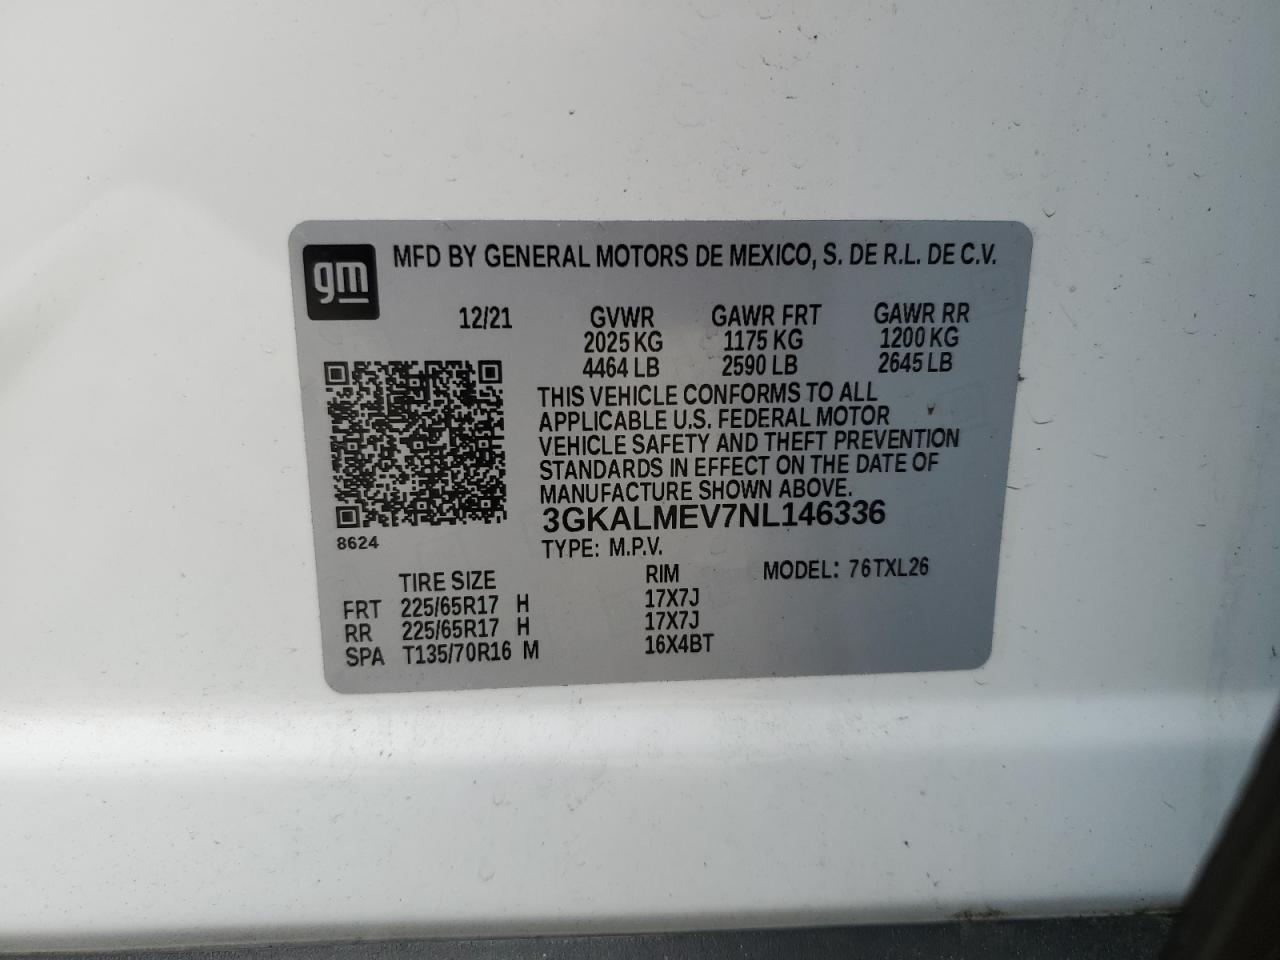 gm
MFD BY GENERAL MOTORS DE MEXICO, S. DE R.L. DE C.V.
12/21 GVWR GAWR FRT GAWR RR
2025 KG 1175 KG 1200 KG
4464 LB 2590 LB 2645 LB
THIS VEHICLE CONFORMS TO ALL
APPLICABLE U.S. FEDERAL MOTOR
VEHICLE SAFETY AND THEFT PREVENTION
STANDARDS IN EFFECT ON THE DATE OF
MANUFACTURE SHOWN ABOVE.
3GKALMEV7NL146336
8624
TYPE: M.P.V.
TIRE SIZE RIM MODEL: 76TXL26
FRT 225/65R17 H 17X7J
RR 225/65R17 H 17X7J
SPA T135/70R16 M 16X4BT